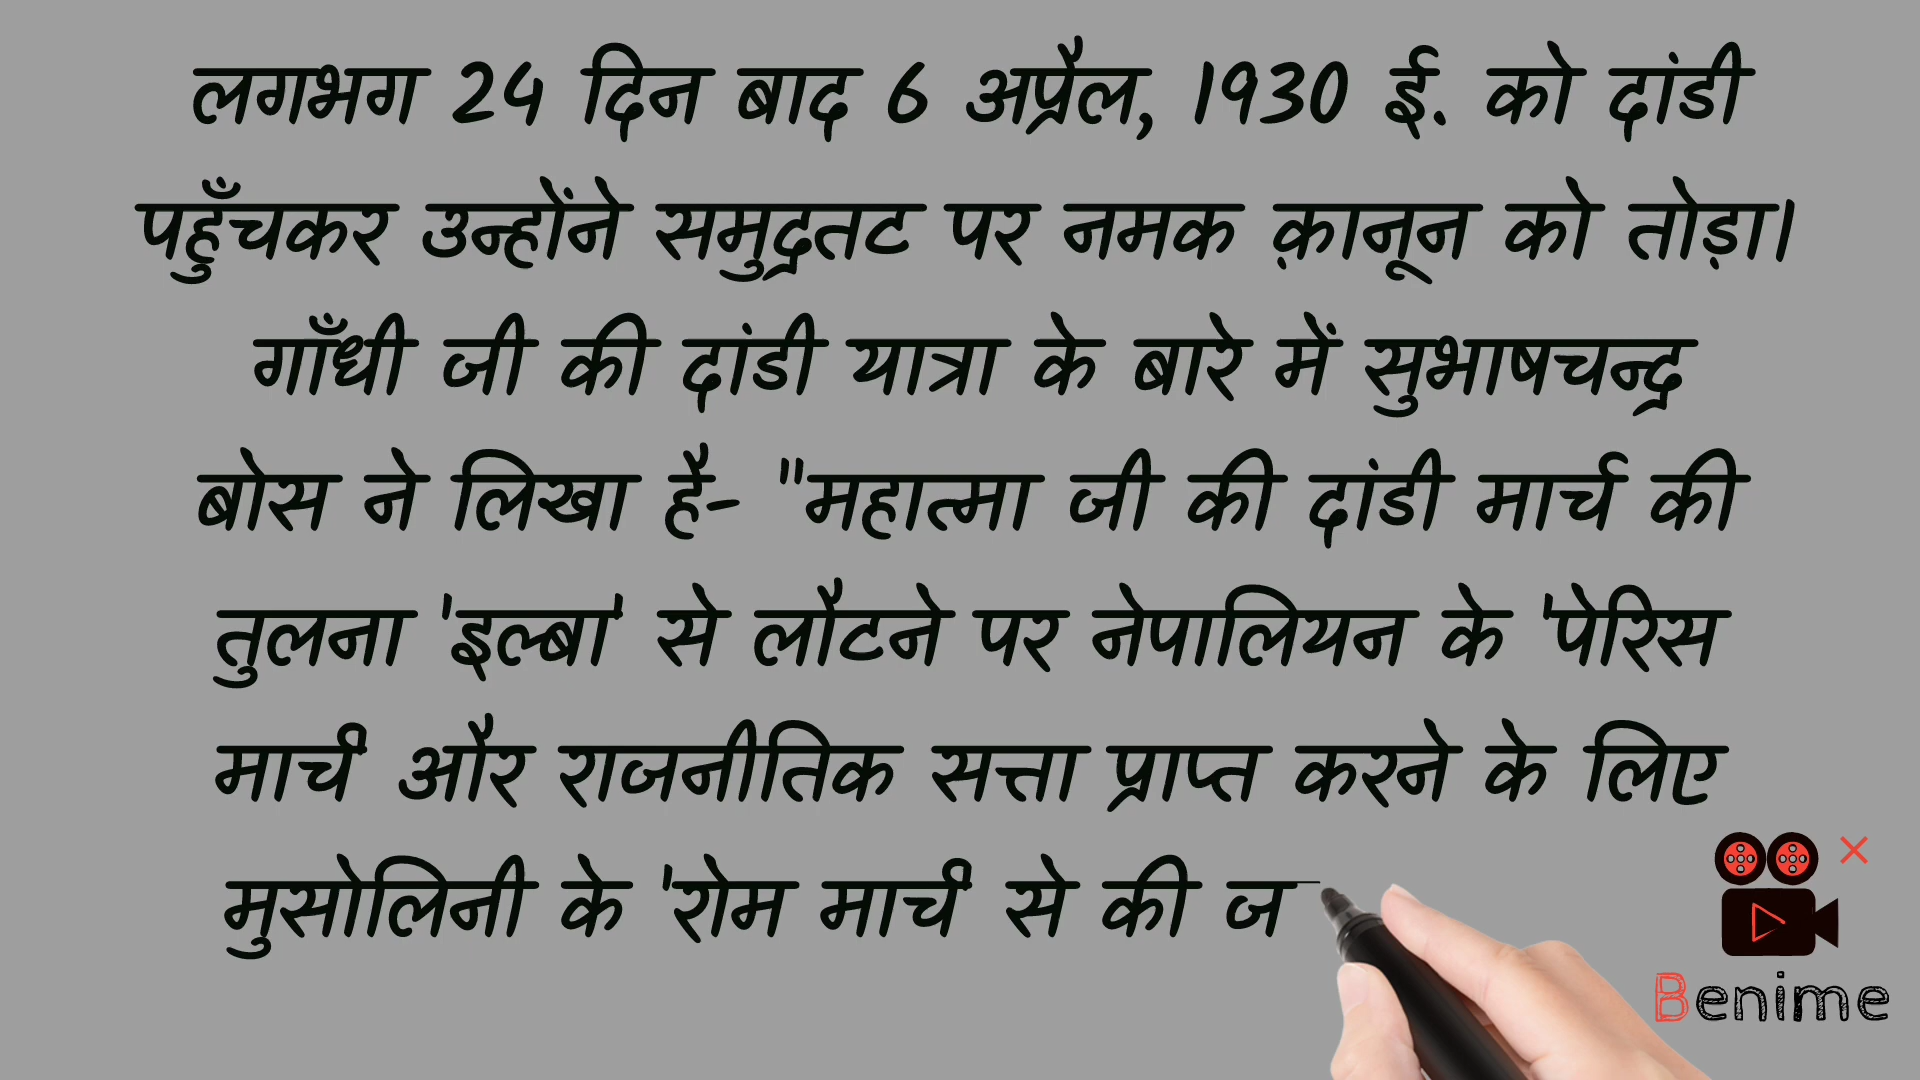 लगभग 24 दिन बाद 6 अप्रैल, 1930 ई. को दांडी
पहुँचकर उन्होंने समुद्रतट पर नमक क़ानून को तोड़ा।
गाँधी जी की दांडी यात्रा के बारे में सुभाषचन्द्र
बोस ने लिखा है- "महात्मा जी की दांडी मार्च की
तुलना 'इल्बा' से लौटने पर नेपालियन के 'पेरिस
मार्च' और राजनीतिक सत्ता प्राप्त करने के लिए
मुसोलिनी के 'रोम मार्च' से की ज
Benime